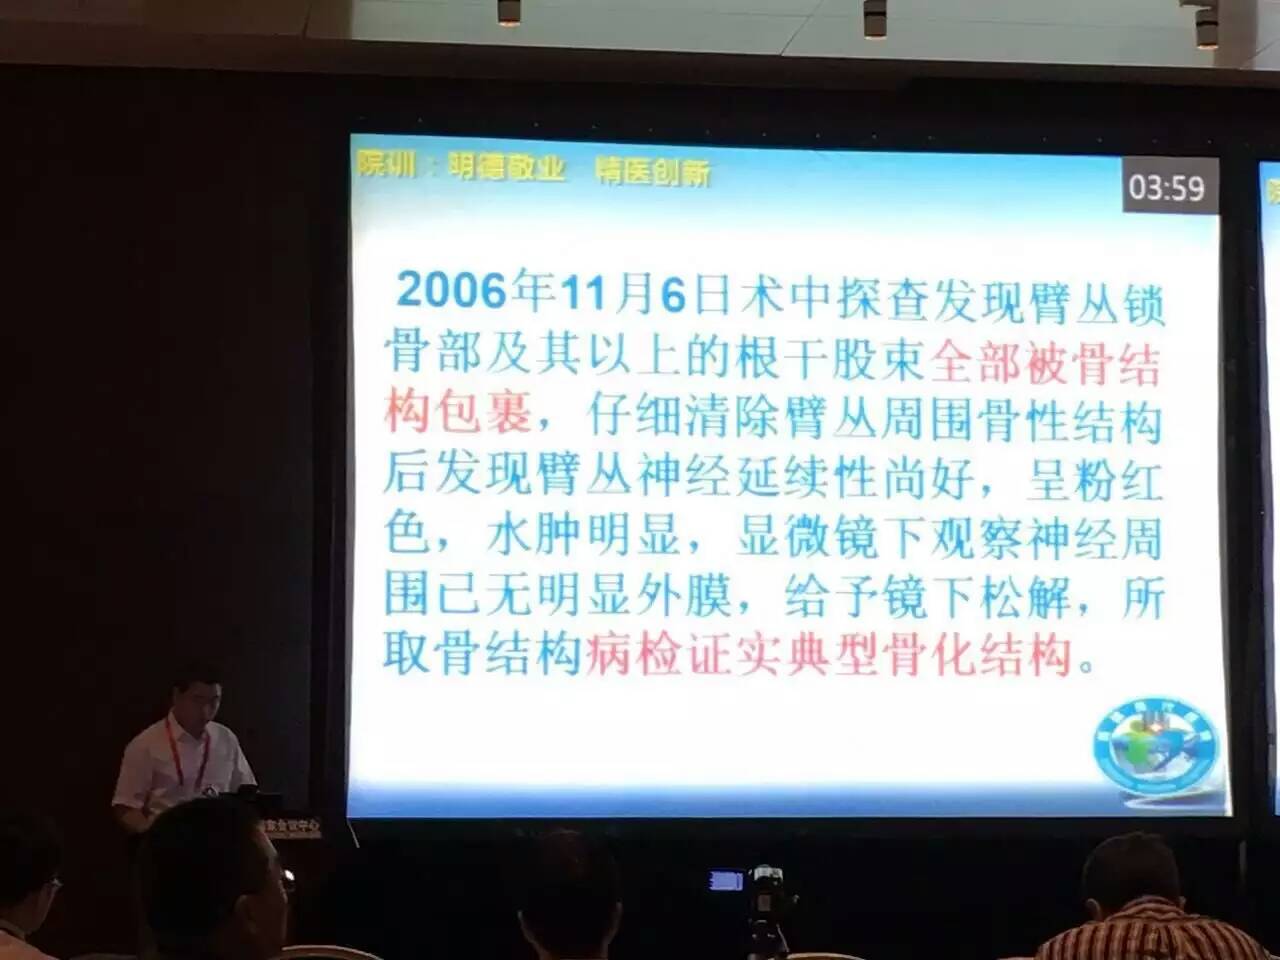 院训：明德敬业 精医创新
03:59
2006年11月6日术中探查发现臂丛锁
骨部及其以上的根干股束全部被骨结
构包裹，仔细清除臂丛周围骨性结构
后发现臂丛神经延续性尚好，呈粉红
色，水肿明显，显微镜下观察神经周
围已无明显外膜，给予镜下松解，所
取骨结构病检证实典型骨化结构。
会议中心